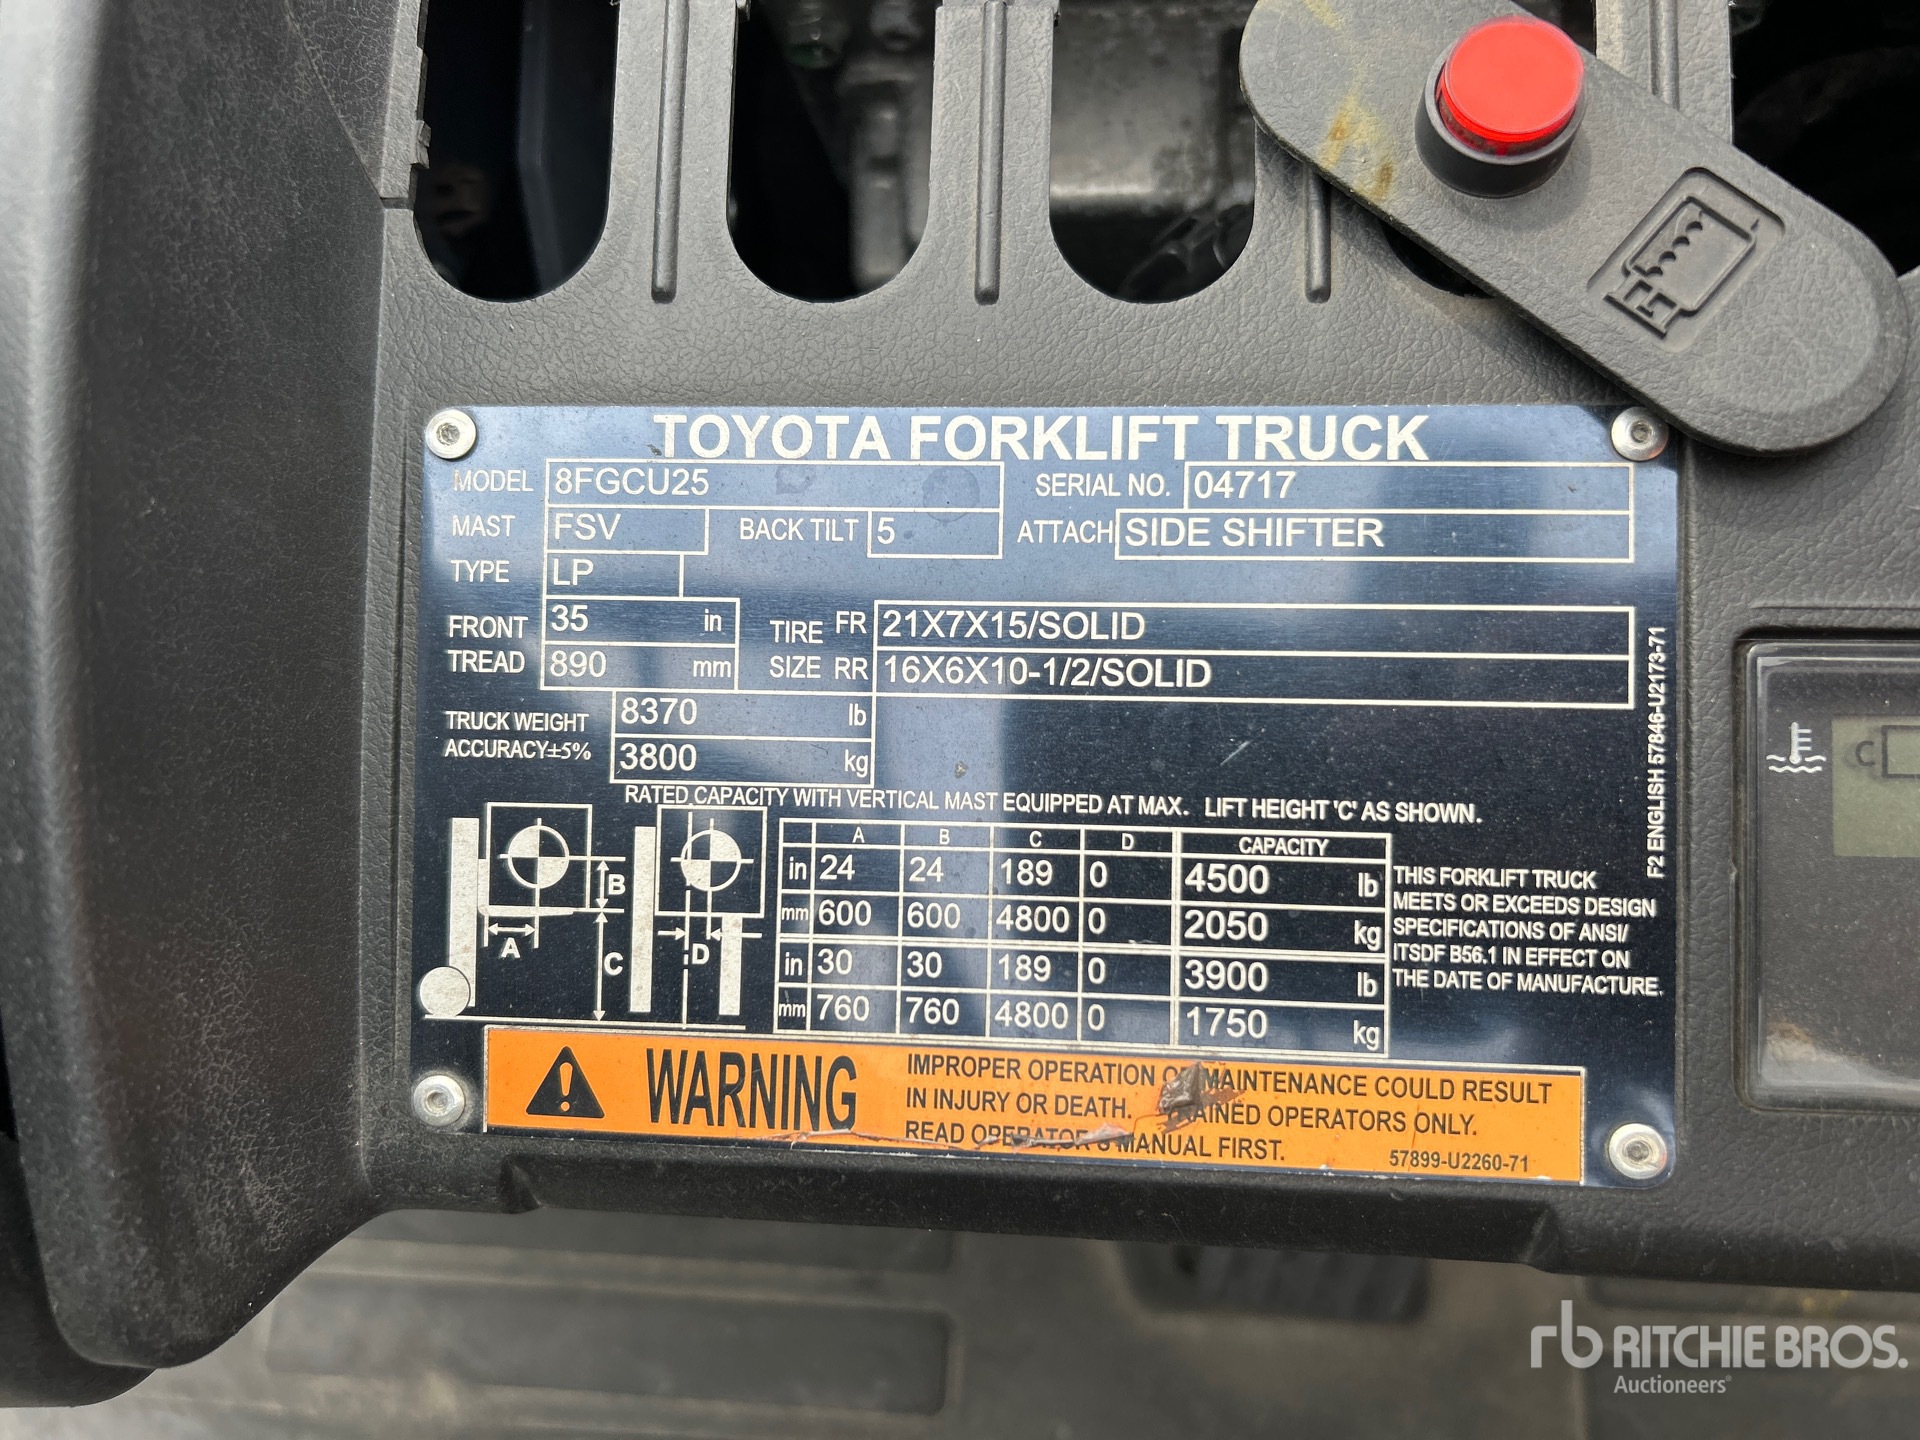 TOYOTA FORKLIFT TRUCK
MODEL 8FGCU25 SERIAL NO. 04717
MAST FSV BACK TILT 5 ATTACH SIDE SHIFTER
TYPE LP
FRONT TREAD 35 in
890 mm
TIRE SIZE FR 21X7X15/SOLID
RR 16X6X10-1/2/SOLID
TRUCK WEIGHT 8370 lb
ACCURACY±5% 3800 kg
RATED CAPACITY WITH VERTICAL MAST EQUIPPED AT MAX. LIFT HEIGHT 'C' AS SHOWN.
A B C D CAPACITY
in 24 24 189 0 4500 lb
mm 600 600 4800 0 2050 kg
in 30 30 189 0 3900 lb
mm 760 760 4800 0 1750 kg
B
A
C
D
THIS FORKLIFT TRUCK
MEETS OR EXCEEDS DESIGN
SPECIFICATIONS OF ANSI/
ITSDF B56.1 IN EFFECT ON
THE DATE OF MANUFACTURE.
F2 ENGLISH 57846-U2173-71
WARNING
IMPROPER OPERATION OR MAINTENANCE COULD RESULT
IN INJURY OR DEATH. TRAINED OPERATORS ONLY.
READ OPERATOR'S MANUAL FIRST.
57899-U2260-71
C
rb RITCHIE BROS.
Auctioneers